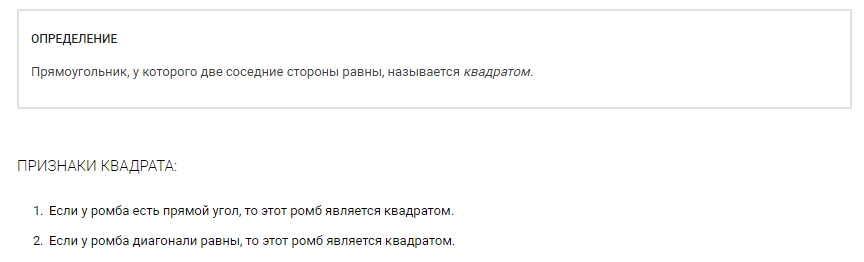 ОПРЕДЕЛЕНИЕ
Прямоугольник, у которого две соседние стороны равны, называется квадратом.
ПРИЗНАКИ КВАДРАТА:
1. Если у ромба есть прямой угол, то этот ромб является квадратом.
2. Если у ромба диагонали равны, то этот ромб является квадратом.